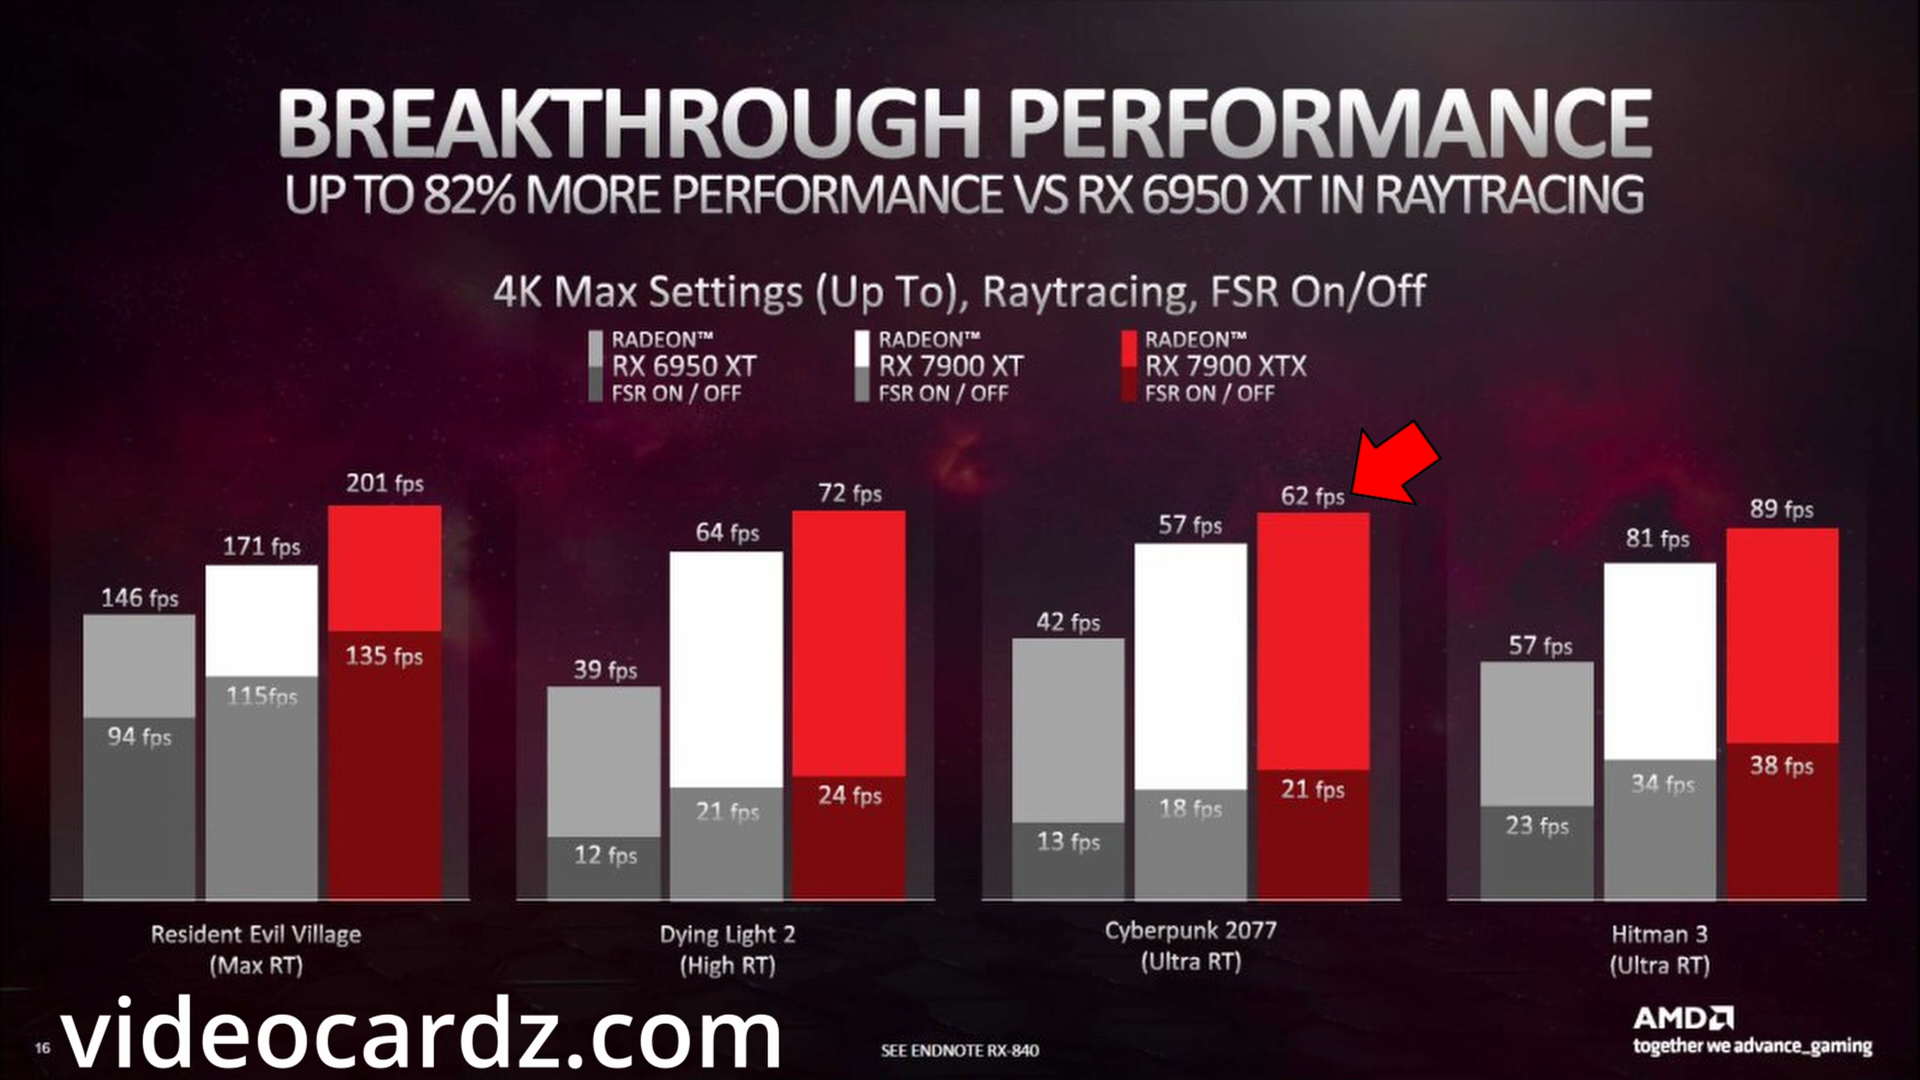 BREAKTHROUGH PERFORMANCE
UP TO 82% MORE PERFORMANCE VS RX 6950 XT IN RAYTRACING
4K Max Settings (Up To), Raytracing, FSR On/Off
RADEON™
RX 6950 XT
FSR ON / OFF
RADEON™
RX 7900 XT
FSR ON / OFF
RADEON™
RX 7900 XTX
FSR ON / OFF
146 fps
94 fps
171 fps
115fps
201 fps
135 fps
Resident Evil Village
(Max RT)
39 fps
12 fps
64 fps
21 fps
72 fps
24 fps
Dying Light 2
(High RT)
42 fps
13 fps
57 fps
18 fps
62 fps
21 fps
Cyberpunk 2077
(Ultra RT)
57 fps
23 fps
81 fps
34 fps
89 fps
38 fps
Hitman 3
(Ultra RT)
16
videocardz.com
SEE ENDNOTE RX-840
AMD
together we advance_gaming